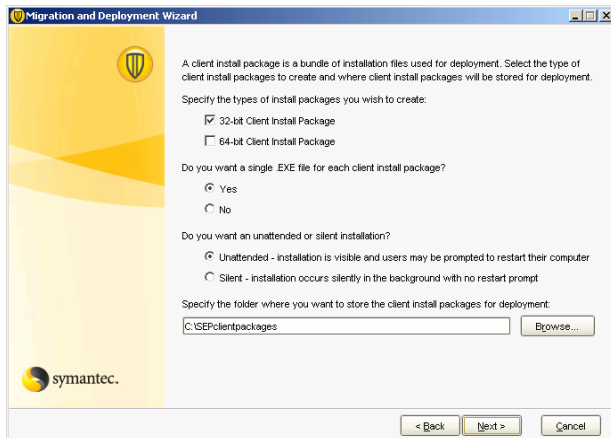 Migration and Deployment Wizard
A client install package is a bundle of installation files used for deployment. Select the type of
client install packages to create and where client install packages will be stored for deployment.
Specify the types of install packages you wish to create:
32-bit Client Install Package
64-bit Client Install Package
Do you want a single .EXE file for each client install package?
Yes
No
Do you want an unattended or silent installation?
Unattended - installation is visible and users may be prompted to restart their computer
Silent - installation occurs silently in the background with no restart prompt
Specify the folder where you want to store the client install packages for deployment:
C:\SEPclientpackages
Browse...
symantec.
< Back
Next >
Cancel